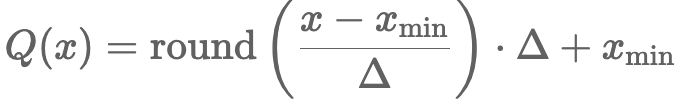 Q(x) = round ( (x − x_min) / Δ ) · Δ + x_min